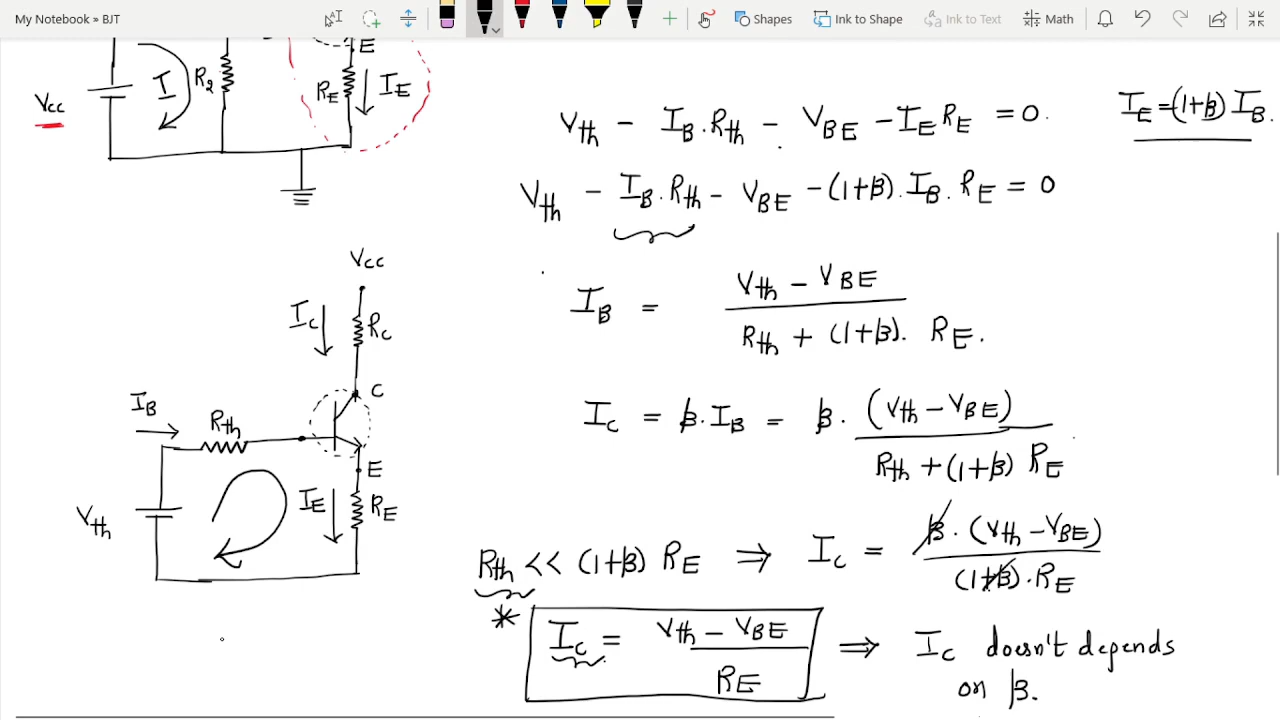 My Notebook » BJT
Shapes
Ink to Shape
Ink to Text
Math
Vcc
I
R2
E
RE
IE
Vth - IB.Rth - VBE - IE RE = 0.
IE = (1+β) IB.
Vth - IB.Rth - VBE - (1+β).IB.RE = 0
IB = Vth - VBE / Rth + (1+β). RE.
IC = β.IB = β. (Vth - VBE) / Rth + (1+β) RE
Rth << (1+β) RE ⇒ IC = β. (Vth - VBE) / (1+β).RE
* IC = Vth - VBE / RE ⇒ IC doesn't depends
on β.
VCC
IC
RC
C
IB
Rth
E
IE
RE
Vth